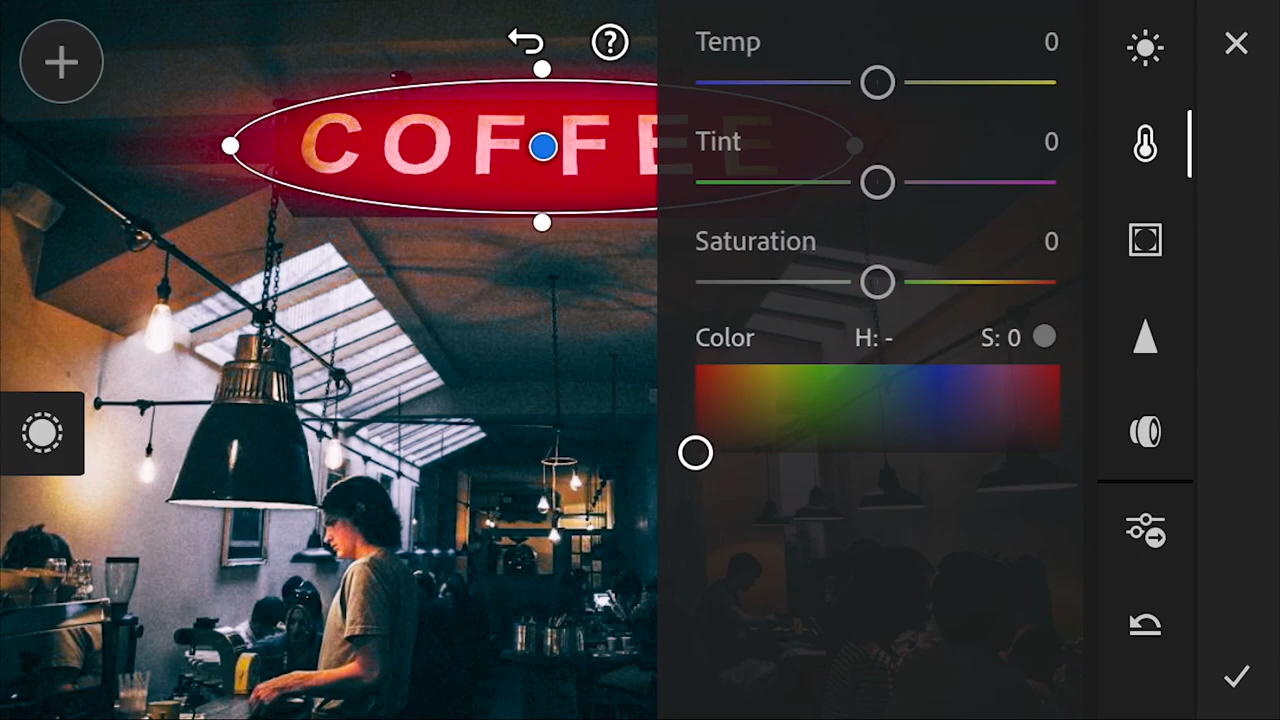 COFFEE
Temp 0
Tint 0
Saturation 0
Color H: - S: 0